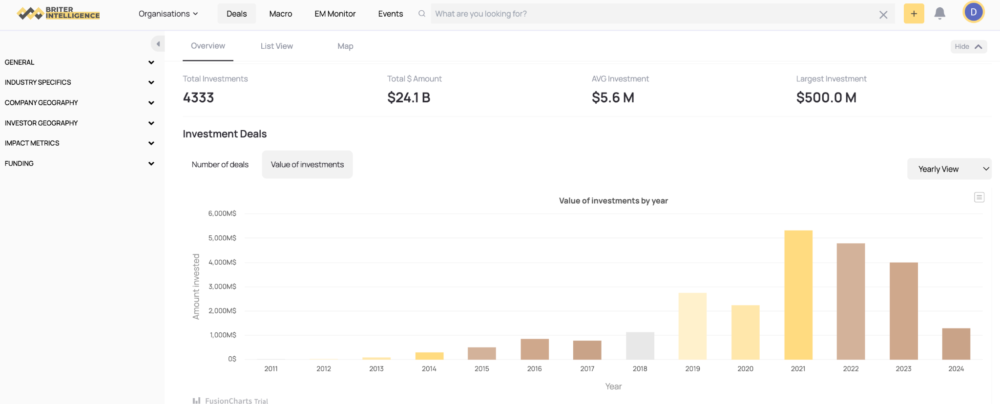 BRITER
INTELLIGENCE
Organisations
Deals
Macro
EM Monitor
Events
What are you looking for?
+
D
Overview
List View
Map
Hide
GENERAL
INDUSTRY SPECIFICS
COMPANY GEOGRAPHY
INVESTOR GEOGRAPHY
IMPACT METRICS
FUNDING
Total Investments
4333
Total $ Amount
$24.1 B
AVG Investment
$5.6 M
Largest Investment
$500.0 M
Investment Deals
Number of deals
Value of investments
Yearly View
Value of investments by year
Amount invested
6,000M$
5,000M$
4,000M$
3,000M$
2,000M$
1,000M$
0$
2011
2012
2013
2014
2015
2016
2017
2018
2019
2020
2021
2022
2023
2024
Year
FusionCharts Trial